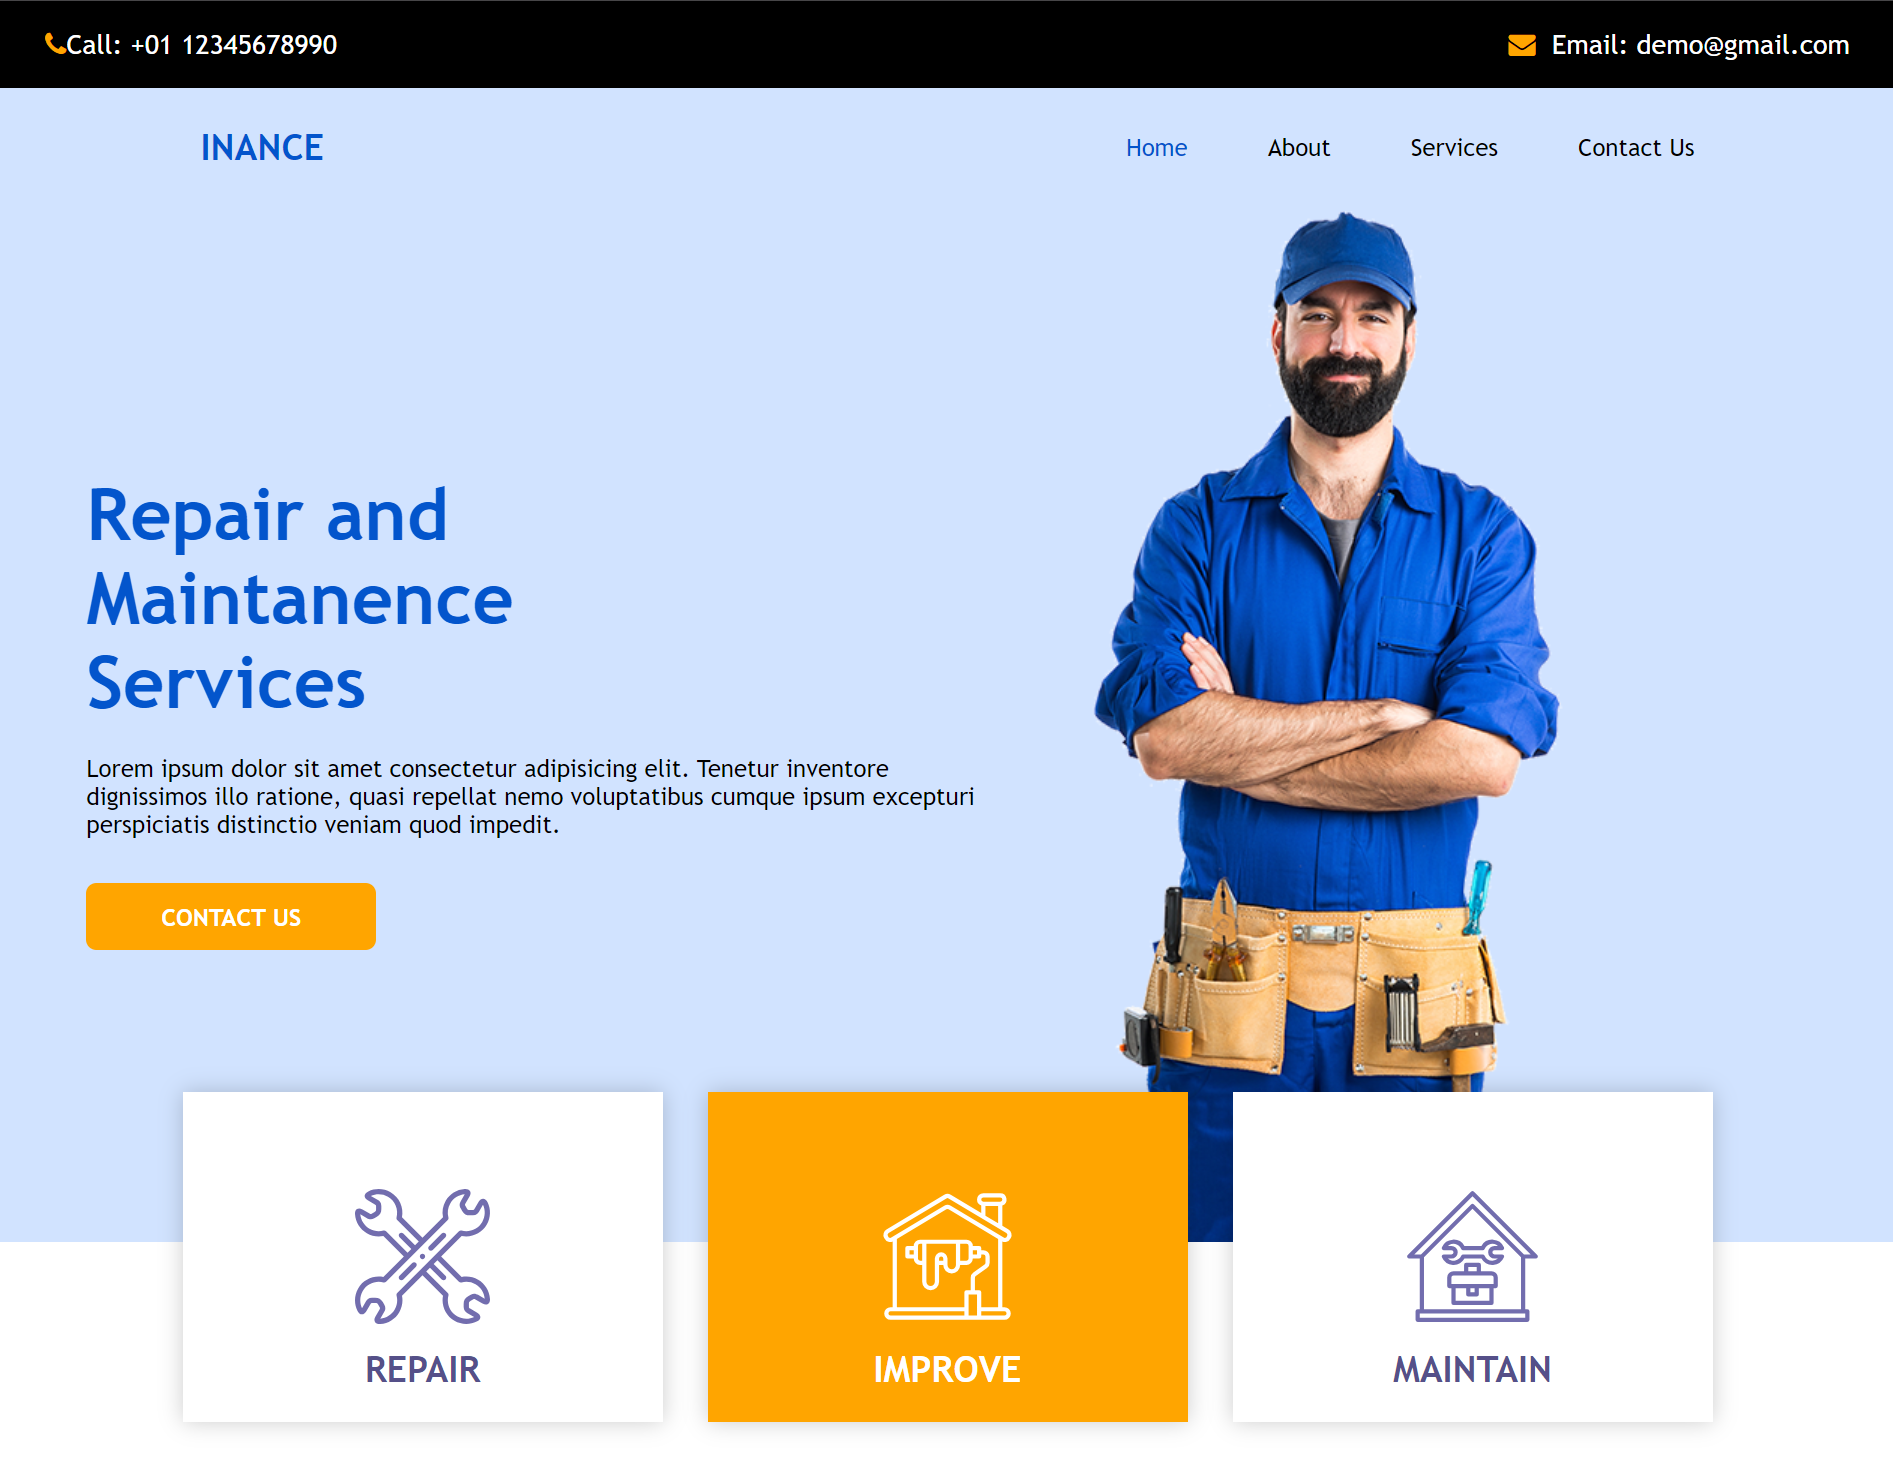 Call: +01 12345678990
Email: demo@gmail.com
INANCE
Home
About
Services
Contact Us
Repair and
Maintanence
Services
Lorem ipsum dolor sit amet consectetur adipisicing elit. Tenetur inventore
dignissimos illo ratione, quasi repellat nemo voluptatibus cumque ipsum excepturi
perspiciatis distinctio veniam quod impedit.
CONTACT US
REPAIR
IMPROVE
MAINTAIN